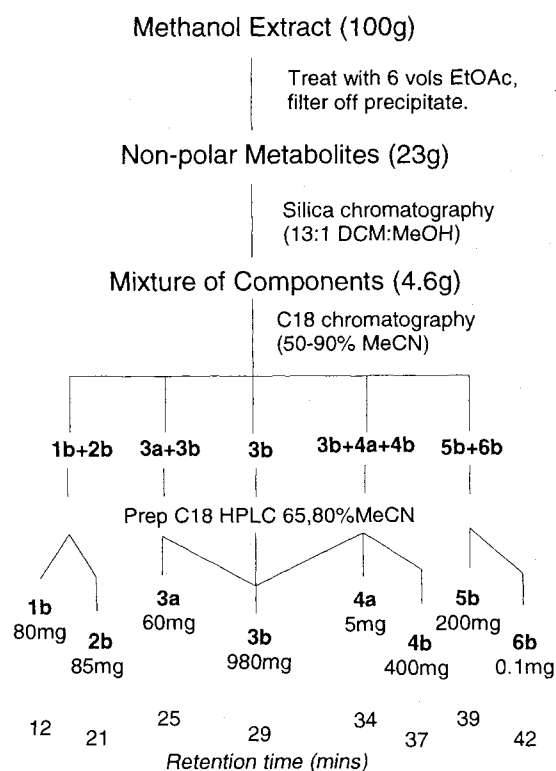 Methanol Extract (100g)
Treat with 6 vols EtOAc,
filter off precipitate.
Non-polar Metabolites (23g)
Silica chromatography
(13:1 DCM:MeOH)
Mixture of Components (4.6g)
C18 chromatography
(50-90% MeCN)
1b+2b 3a+3b 3b 3b+4a+4b 5b+6b
Prep C18 HPLC 65,80%MeCN
1b
80mg
2b
85mg
3a
60mg
3b
980mg
4a
5mg
4b
400mg
5b
200mg
6b
0.1mg
12 21 25 29 34 37 39 42
Retention time (mins)